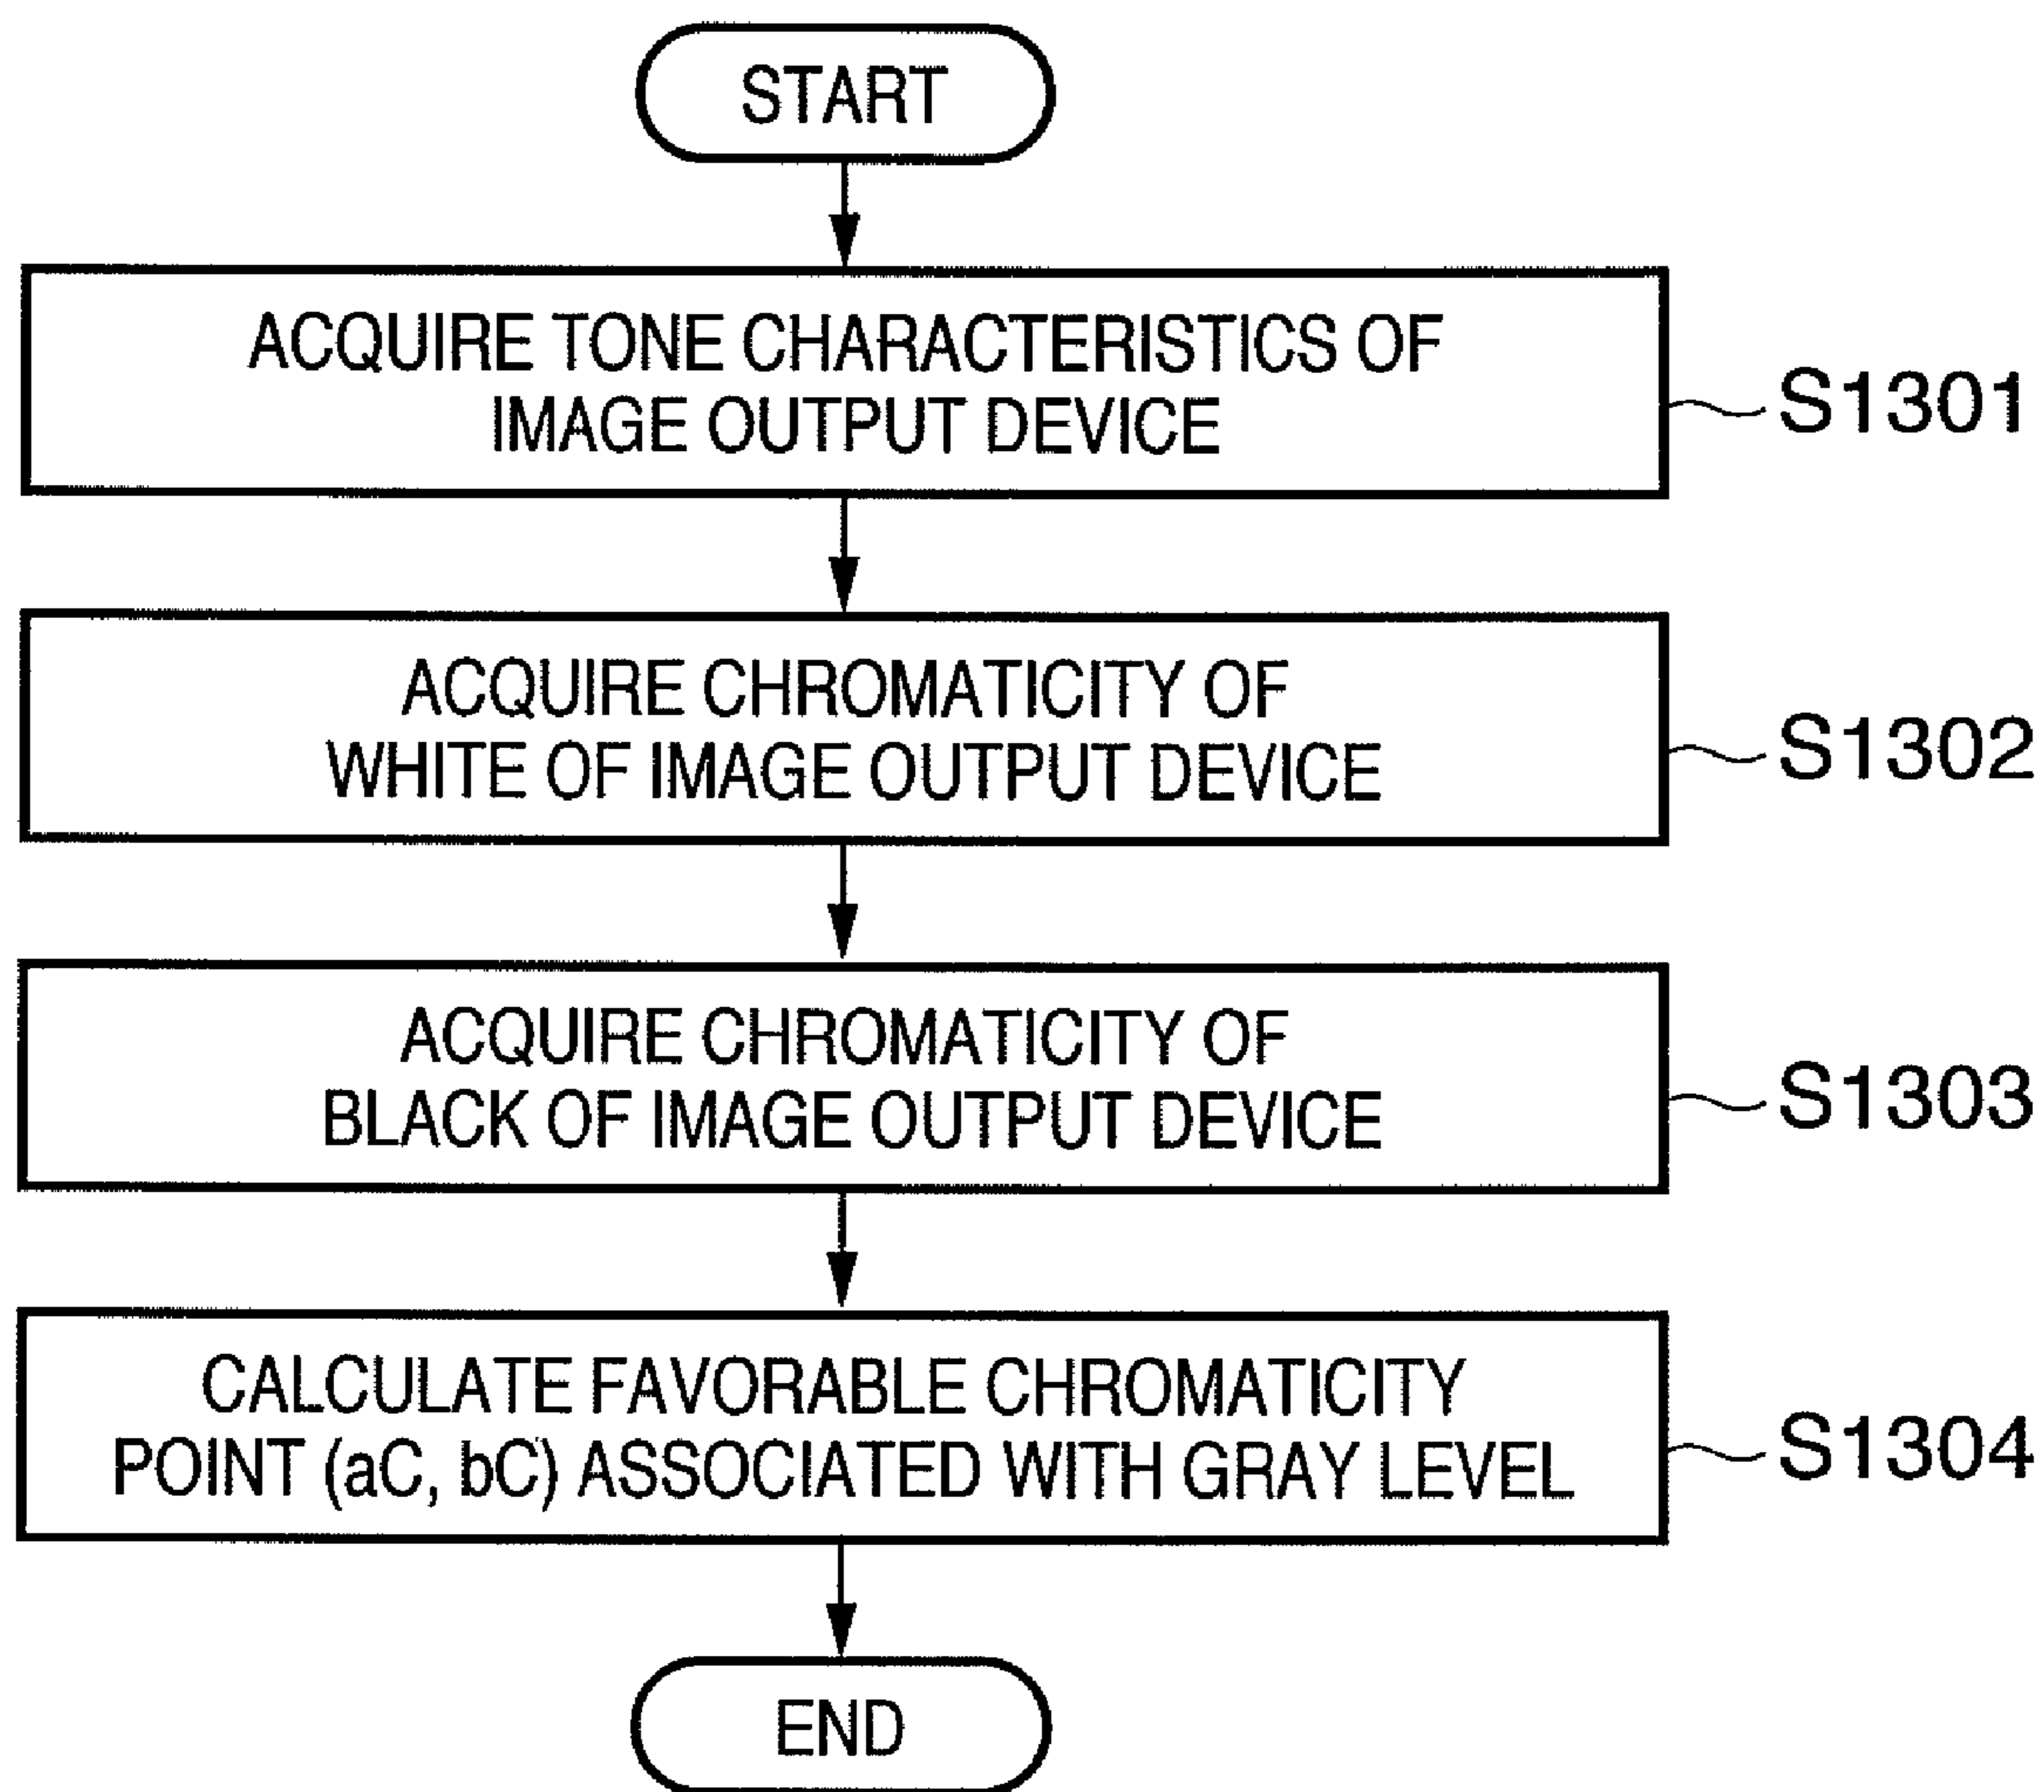 START
ACQUIRE TONE CHARACTERISTICS OF
IMAGE OUTPUT DEVICE
S1301
ACQUIRE CHROMATICITY OF
WHITE OF IMAGE OUTPUT DEVICE
S1302
ACQUIRE CHROMATICITY OF
BLACK OF IMAGE OUTPUT DEVICE
S1303
CALCULATE FAVORABLE CHROMATICITY
POINT (aC, bC) ASSOCIATED WITH GRAY LEVEL
S1304
END